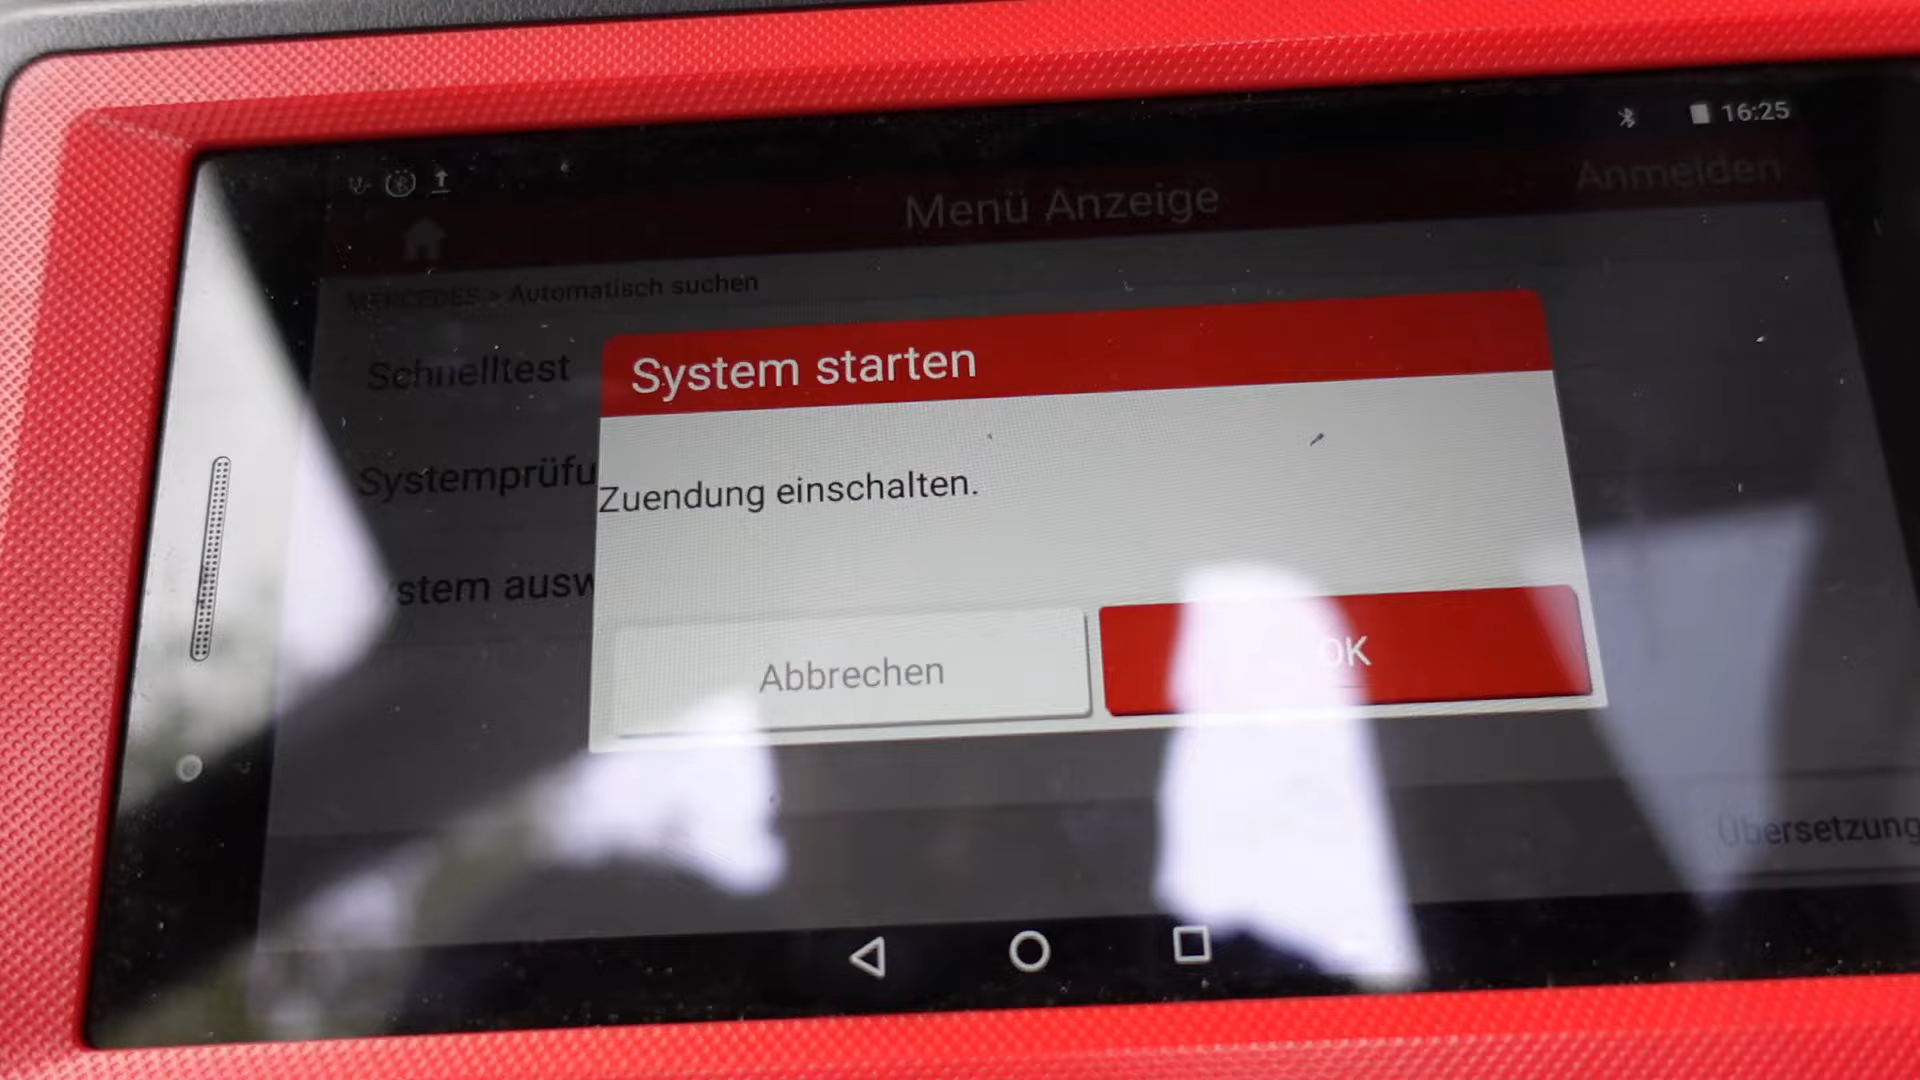 16:25
Menü Anzeige
Anmelden
MERCEDES > Automatisch suchen
Schnelltest
Systemprüfu
stem ausw
System starten
Zuendung einschalten.
Abbrechen
OK
Übersetzung